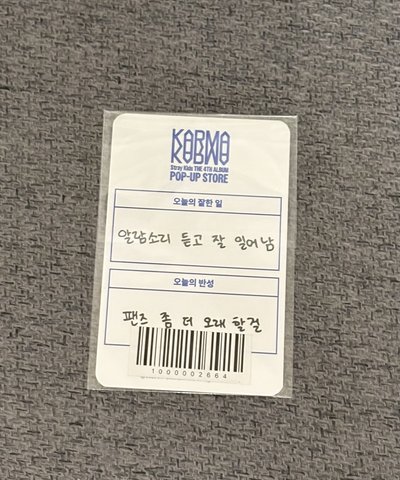 KARMA
Stray Kids THE 4TH ALBUM
POP-UP STORE
오늘의 잘한 일
알람소리 듣고 잘 일어남
오늘의 반성
팬즈 좀 더 오래 할걸
1000002664